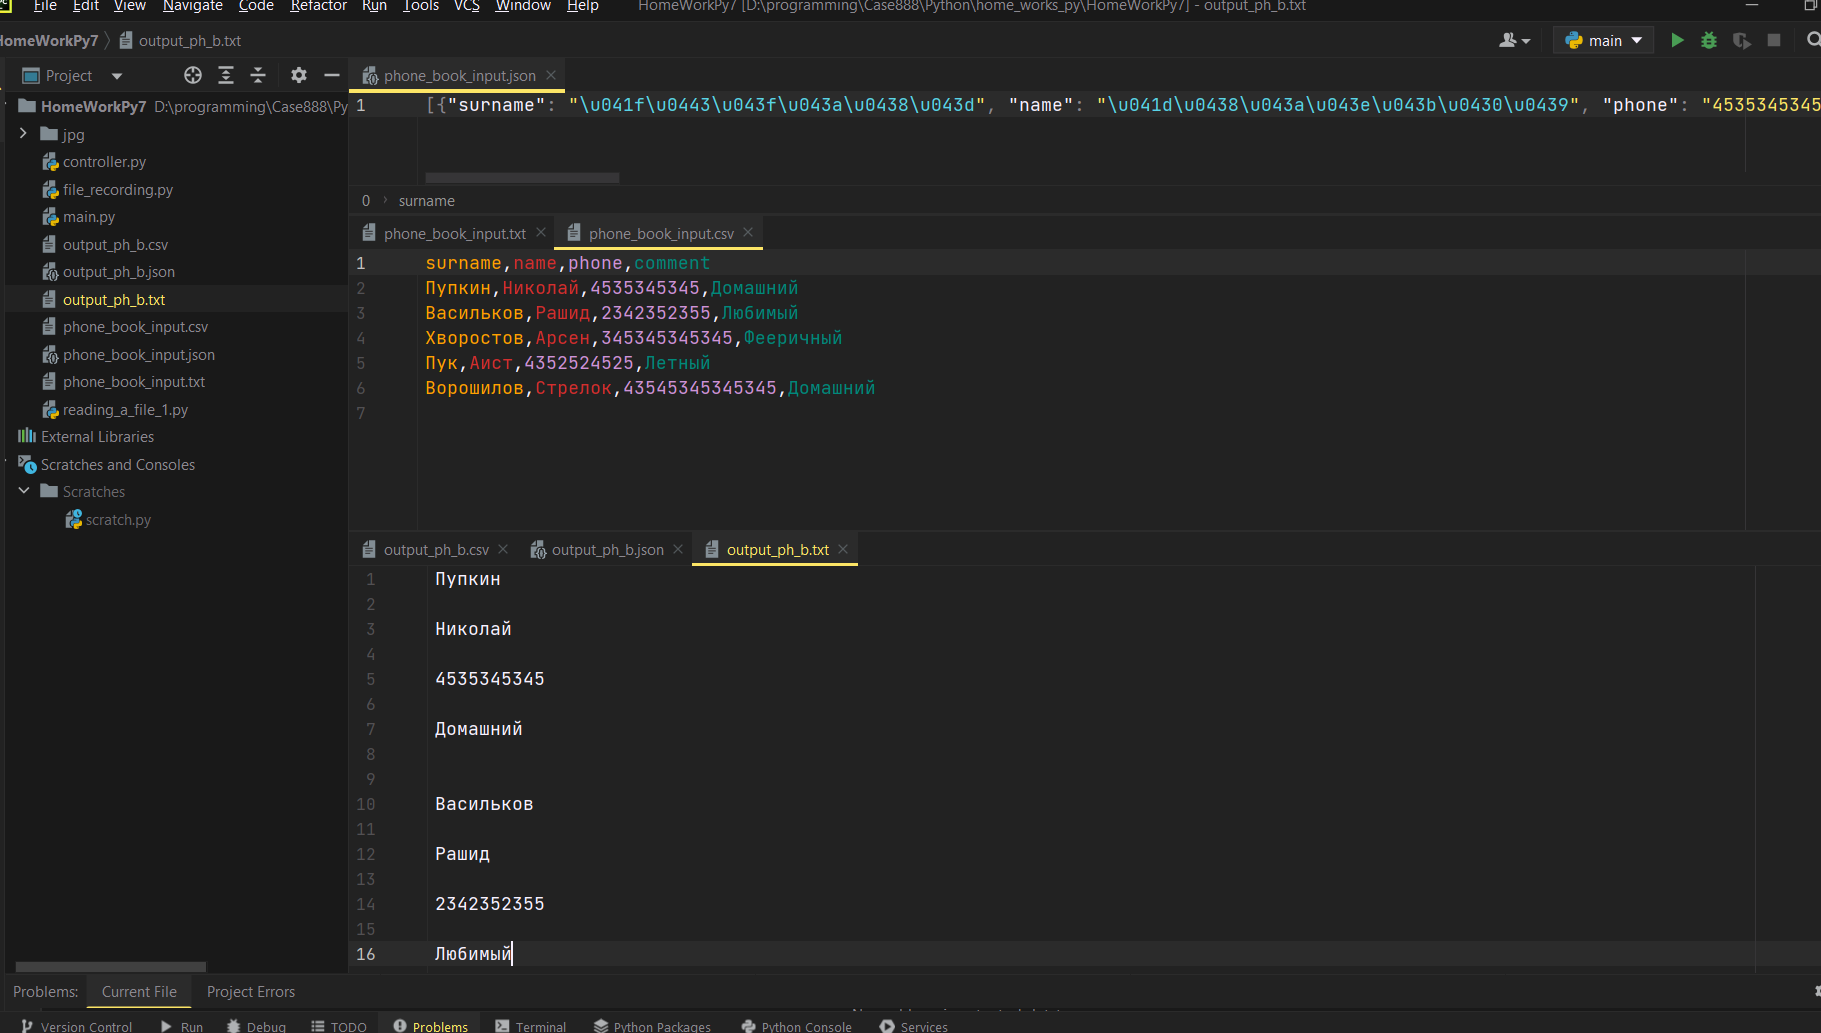 File Edit View Navigate Code Refactor Run Tools VCS Window Help HomeWorkPy7 [D:\programming\Case888\Python\home_works_py\HomeWorkPy7] - output_ph_b.txt
HomeWorkPy7 output_ph_b.txt
main
Project
HomeWorkPy7 D:\programming\Case888\Py
jpg
controller.py
file_recording.py
main.py
output_ph_b.csv
output_ph_b.json
output_ph_b.txt
phone_book_input.csv
phone_book_input.json
phone_book_input.txt
reading_a_file_1.py
External Libraries
Scratches and Consoles
Scratches
scratch.py
phone_book_input.json
1 [{"surname": "\u041f\u0443\u043f\u043a\u0438\u043d", "name": "\u041d\u0438\u043a\u043e\u043b\u0430\u0439", "phone": "4535345345
0 surname
phone_book_input.txt phone_book_input.csv
1 surname,name,phone,comment
2 Пупкин,Николай,4535345345,Домашний
3 Васильков,Рашид,2342352355,Любимый
4 Хворостов,Арсен,345345345345,Фееричный
5 Пук,Аист,4352524525,Летный
6 Ворошилов,Стрелок,43545345345345,Домашний
7
output_ph_b.csv output_ph_b.json output_ph_b.txt
1 Пупкин
2
3 Николай
4
5 4535345345
6
7 Домашний
8
9
10 Васильков
11
12 Рашид
13
14 2342352355
15
16 Любимый
Problems: Current File Project Errors
Version Control Run Debug TODO Problems Terminal Python Packages Python Console Services